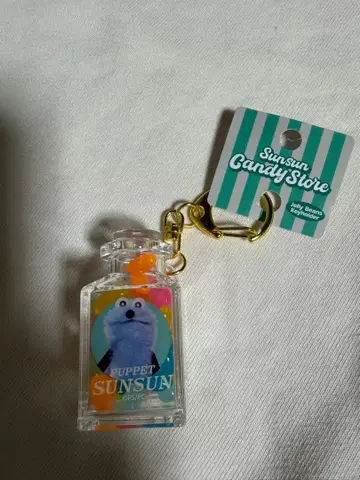 Sunsun
Candy Store
Jelly Beans
Keyholder
PUPPET
SUNSUN